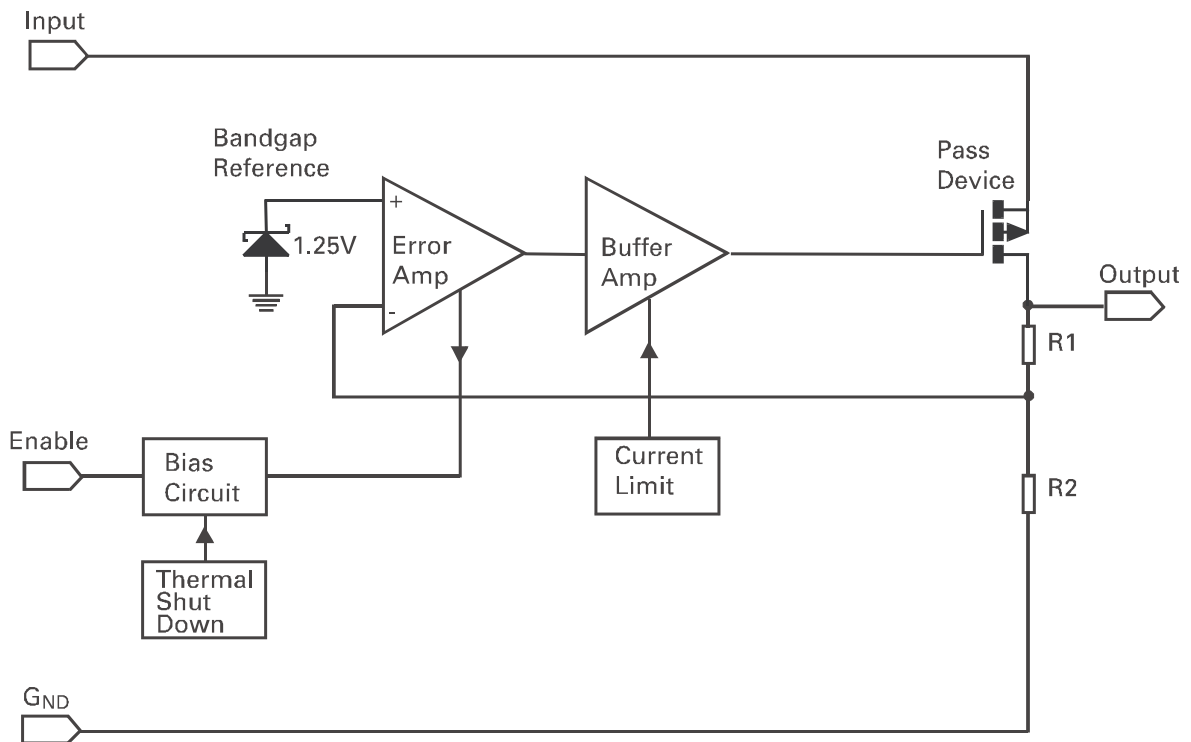 Input
Bandgap
Reference
Pass
Device
+
1.25V
Error
Amp
-
Buffer
Amp
Output
R1
Enable
Bias
Circuit
Current
Limit
R2
Thermal
Shut
Down
GND